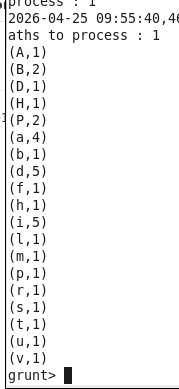 process : 1
2026-04-25 09:55:40,46
aths to process : 1
(A,1)
(B,2)
(D,1)
(H,1)
(P,2)
(a,4)
(b,1)
(d,5)
(f,1)
(h,1)
(i,5)
(l,1)
(m,1)
(p,1)
(r,1)
(s,1)
(t,1)
(u,1)
(v,1)
grunt>